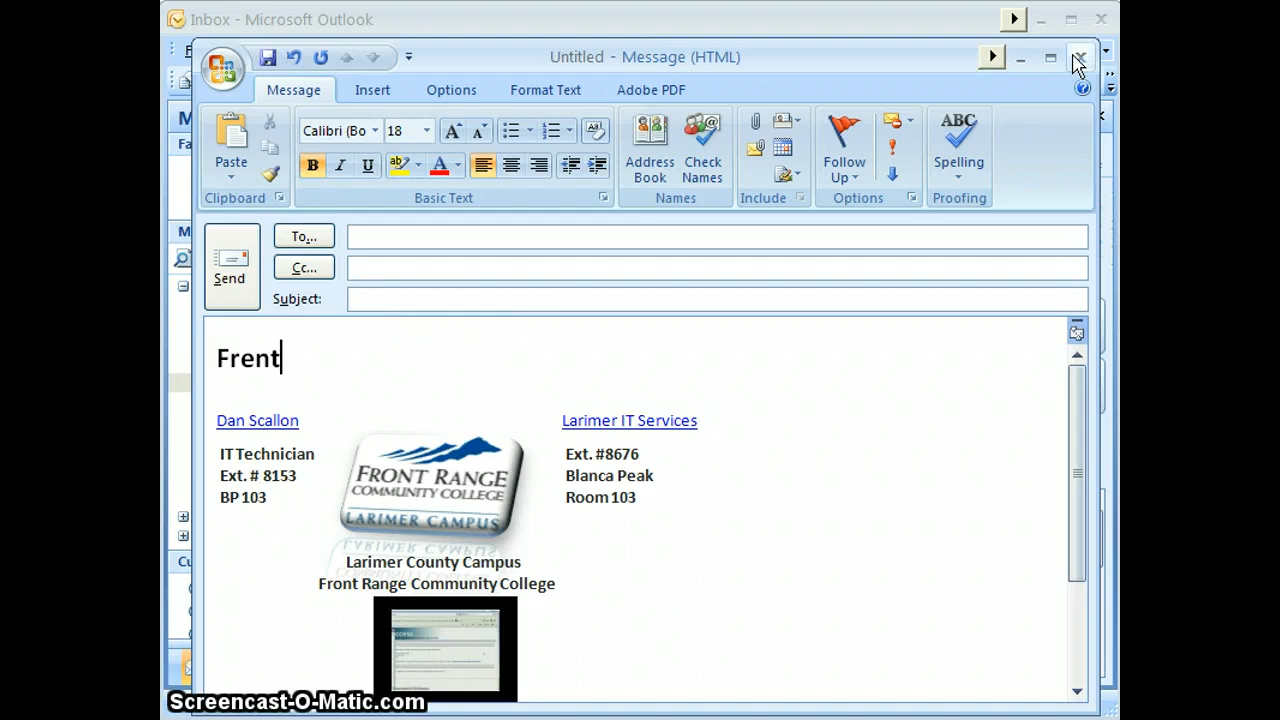 Inbox - Microsoft Outlook
Untitled - Message (HTML)
Message Insert Options Format Text Adobe PDF
Calibri (Bo 18
Paste
Address Book
Check Names
Follow Up
ABC
Spelling
Clipboard Basic Text Names Include Options Proofing
To...
Cc...
Send
Subject:
Frent
Dan Scallon Larimer IT Services
IT Technician Ext. #8676
Ext. # 8153 Blanca Peak
BP 103 Room 103
FRONT RANGE
COMMUNITY COLLEGE
LARIMER CAMPUS
Larimer County Campus
Front Range Community College
Screencast-O-Matic.com